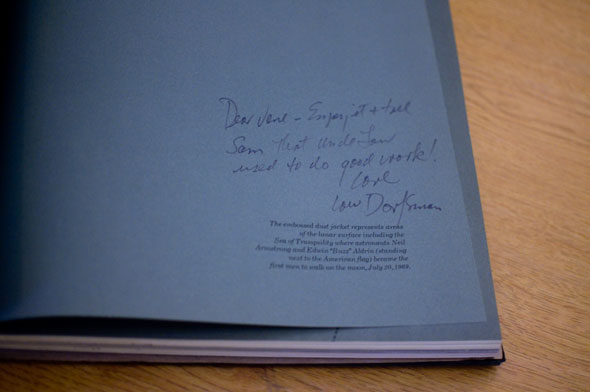 Dear Jane - Enjoy it + tell
Sam that Uncle Lou
used to do good work!
Love
Lou Dorfsman
The embossed dust jacket represents areas
of the lunar surface including the
Sea of Tranquility where astronauts Neil
Armstrong and Edwin "Buzz" Aldrin (standing
next to the American flag) became the
first men to walk on the moon, July 20, 1969.